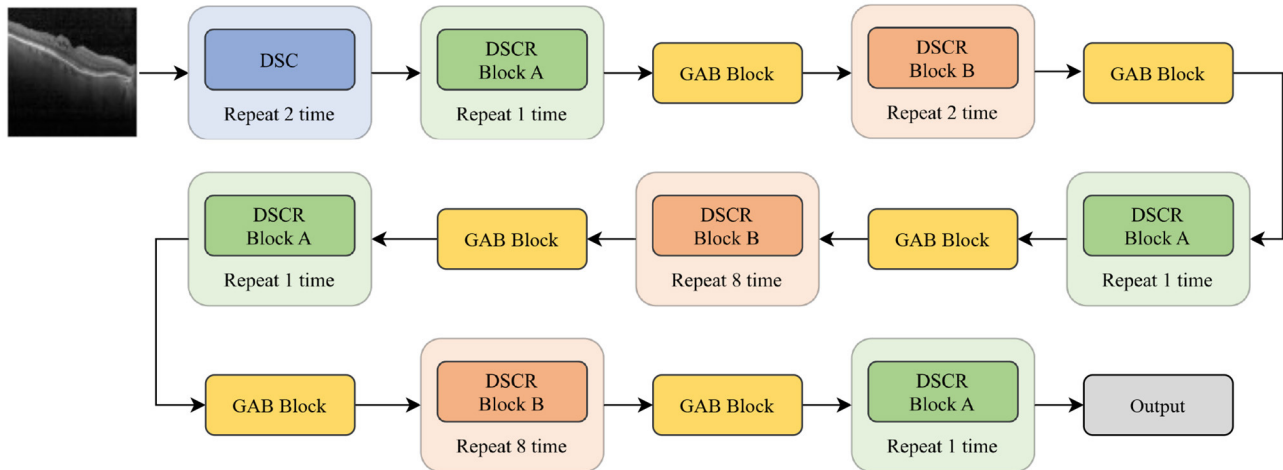 DSC
Repeat 2 time
DSCR
Block A
Repeat 1 time
GAB Block
DSCR
Block B
Repeat 2 time
GAB Block
DSCR
Block A
Repeat 1 time
GAB Block
DSCR
Block B
Repeat 8 time
GAB Block
DSCR
Block A
Repeat 1 time
GAB Block
DSCR
Block B
Repeat 8 time
GAB Block
DSCR
Block A
Repeat 1 time
Output